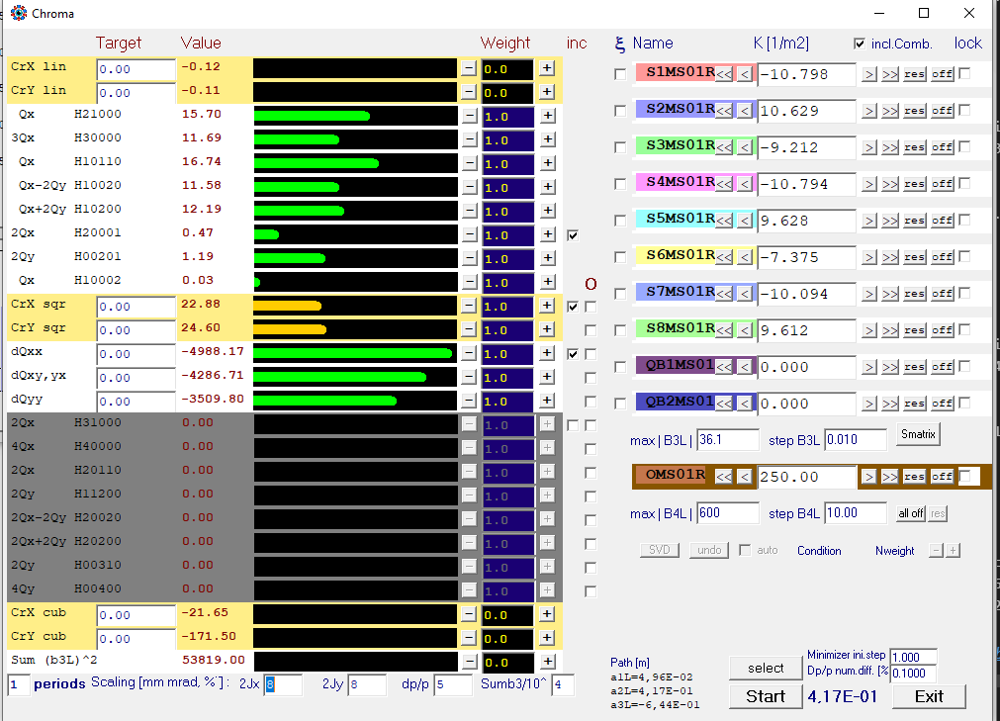 Chroma
Target Value Weight inc
CrX lin 0.00 -0.12 - 0.0 +
CrY lin 0.00 -0.11 - 0.0 +
Qx H21000 15.70 - 1.0 +
3Qx H30000 11.69 - 1.0 +
Qx H10110 16.74 - 1.0 +
Qx-2Qy H10020 11.58 - 1.0 +
Qx+2Qy H10200 12.19 - 1.0 +
2Qx H20001 0.47 - 1.0 +
2Qy H00201 1.19 - 1.0 +
Qx H10002 0.03 - 1.0 + O
CrX sqr 0.00 22.88 - 1.0 +
CrY sqr 0.00 24.60 - 1.0 +
dQxx 0.00 -4988.17 - 1.0 +
dQxy,yx 0.00 -4286.71 - 1.0 +
dQyy 0.00 -3509.80 - 1.0 +
2Qx H31000 0.00 - 1.0 +
4Qx H40000 0.00 - 1.0 +
2Qx H20110 0.00 - 1.0 +
2Qy H11200 0.00 - 1.0 +
2Qx-2Qy H20020 0.00 - 1.0 +
2Qx+2Qy H20200 0.00 - 1.0 +
2Qy H00310 0.00 - 1.0 +
4Qy H00400 0.00 - 1.0 +
CrX cub 0.00 -21.65 - 0.0 +
CrY cub 0.00 -171.50 - 0.0 +
Sum (b3L)^2 53819.00 - 0.0 +
1 periods Scaling [mm mrad, %`]: 2Jx 8 2Jy 8 dp/p 5 Sumb3/10^ 4
ξ Name K [1/m2] incl.Comb. lock
S1MS01R << < -10.798 > >> res off
S2MS01R << < 10.629 > >> res off
S3MS01R << < -9.212 > >> res off
S4MS01R << < -10.794 > >> res off
S5MS01R << < 9.628 > >> res off
S6MS01R << < -7.375 > >> res off
S7MS01R << < -10.094 > >> res off
S8MS01R << < 9.612 > >> res off
QB1MS01 << < 0.000 > >> res off
QB2MS01 << < 0.000 > >> res off
max | B3L | 36.1 step B3L 0.010 Smatrix
OMS01R << < 250.00 > >> res off
max | B4L | 600 step B4L 10.00 all off res
SVD undo auto Condition Nweight - +
Path [m]
a1L=4,96E-02
a2L=4,17E-01
a3L=-6,44E-01
select
Minimizer ini.step 1.000
Dp/p num.diff. [% 0.1000
Start 4,17E-01 Exit